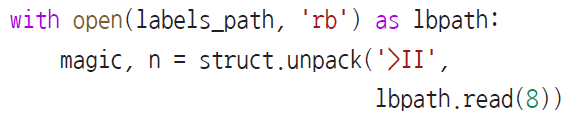 with open(labels_path, 'rb') as lbpath:
    magic, n = struct.unpack('>II',
                             lbpath.read(8))